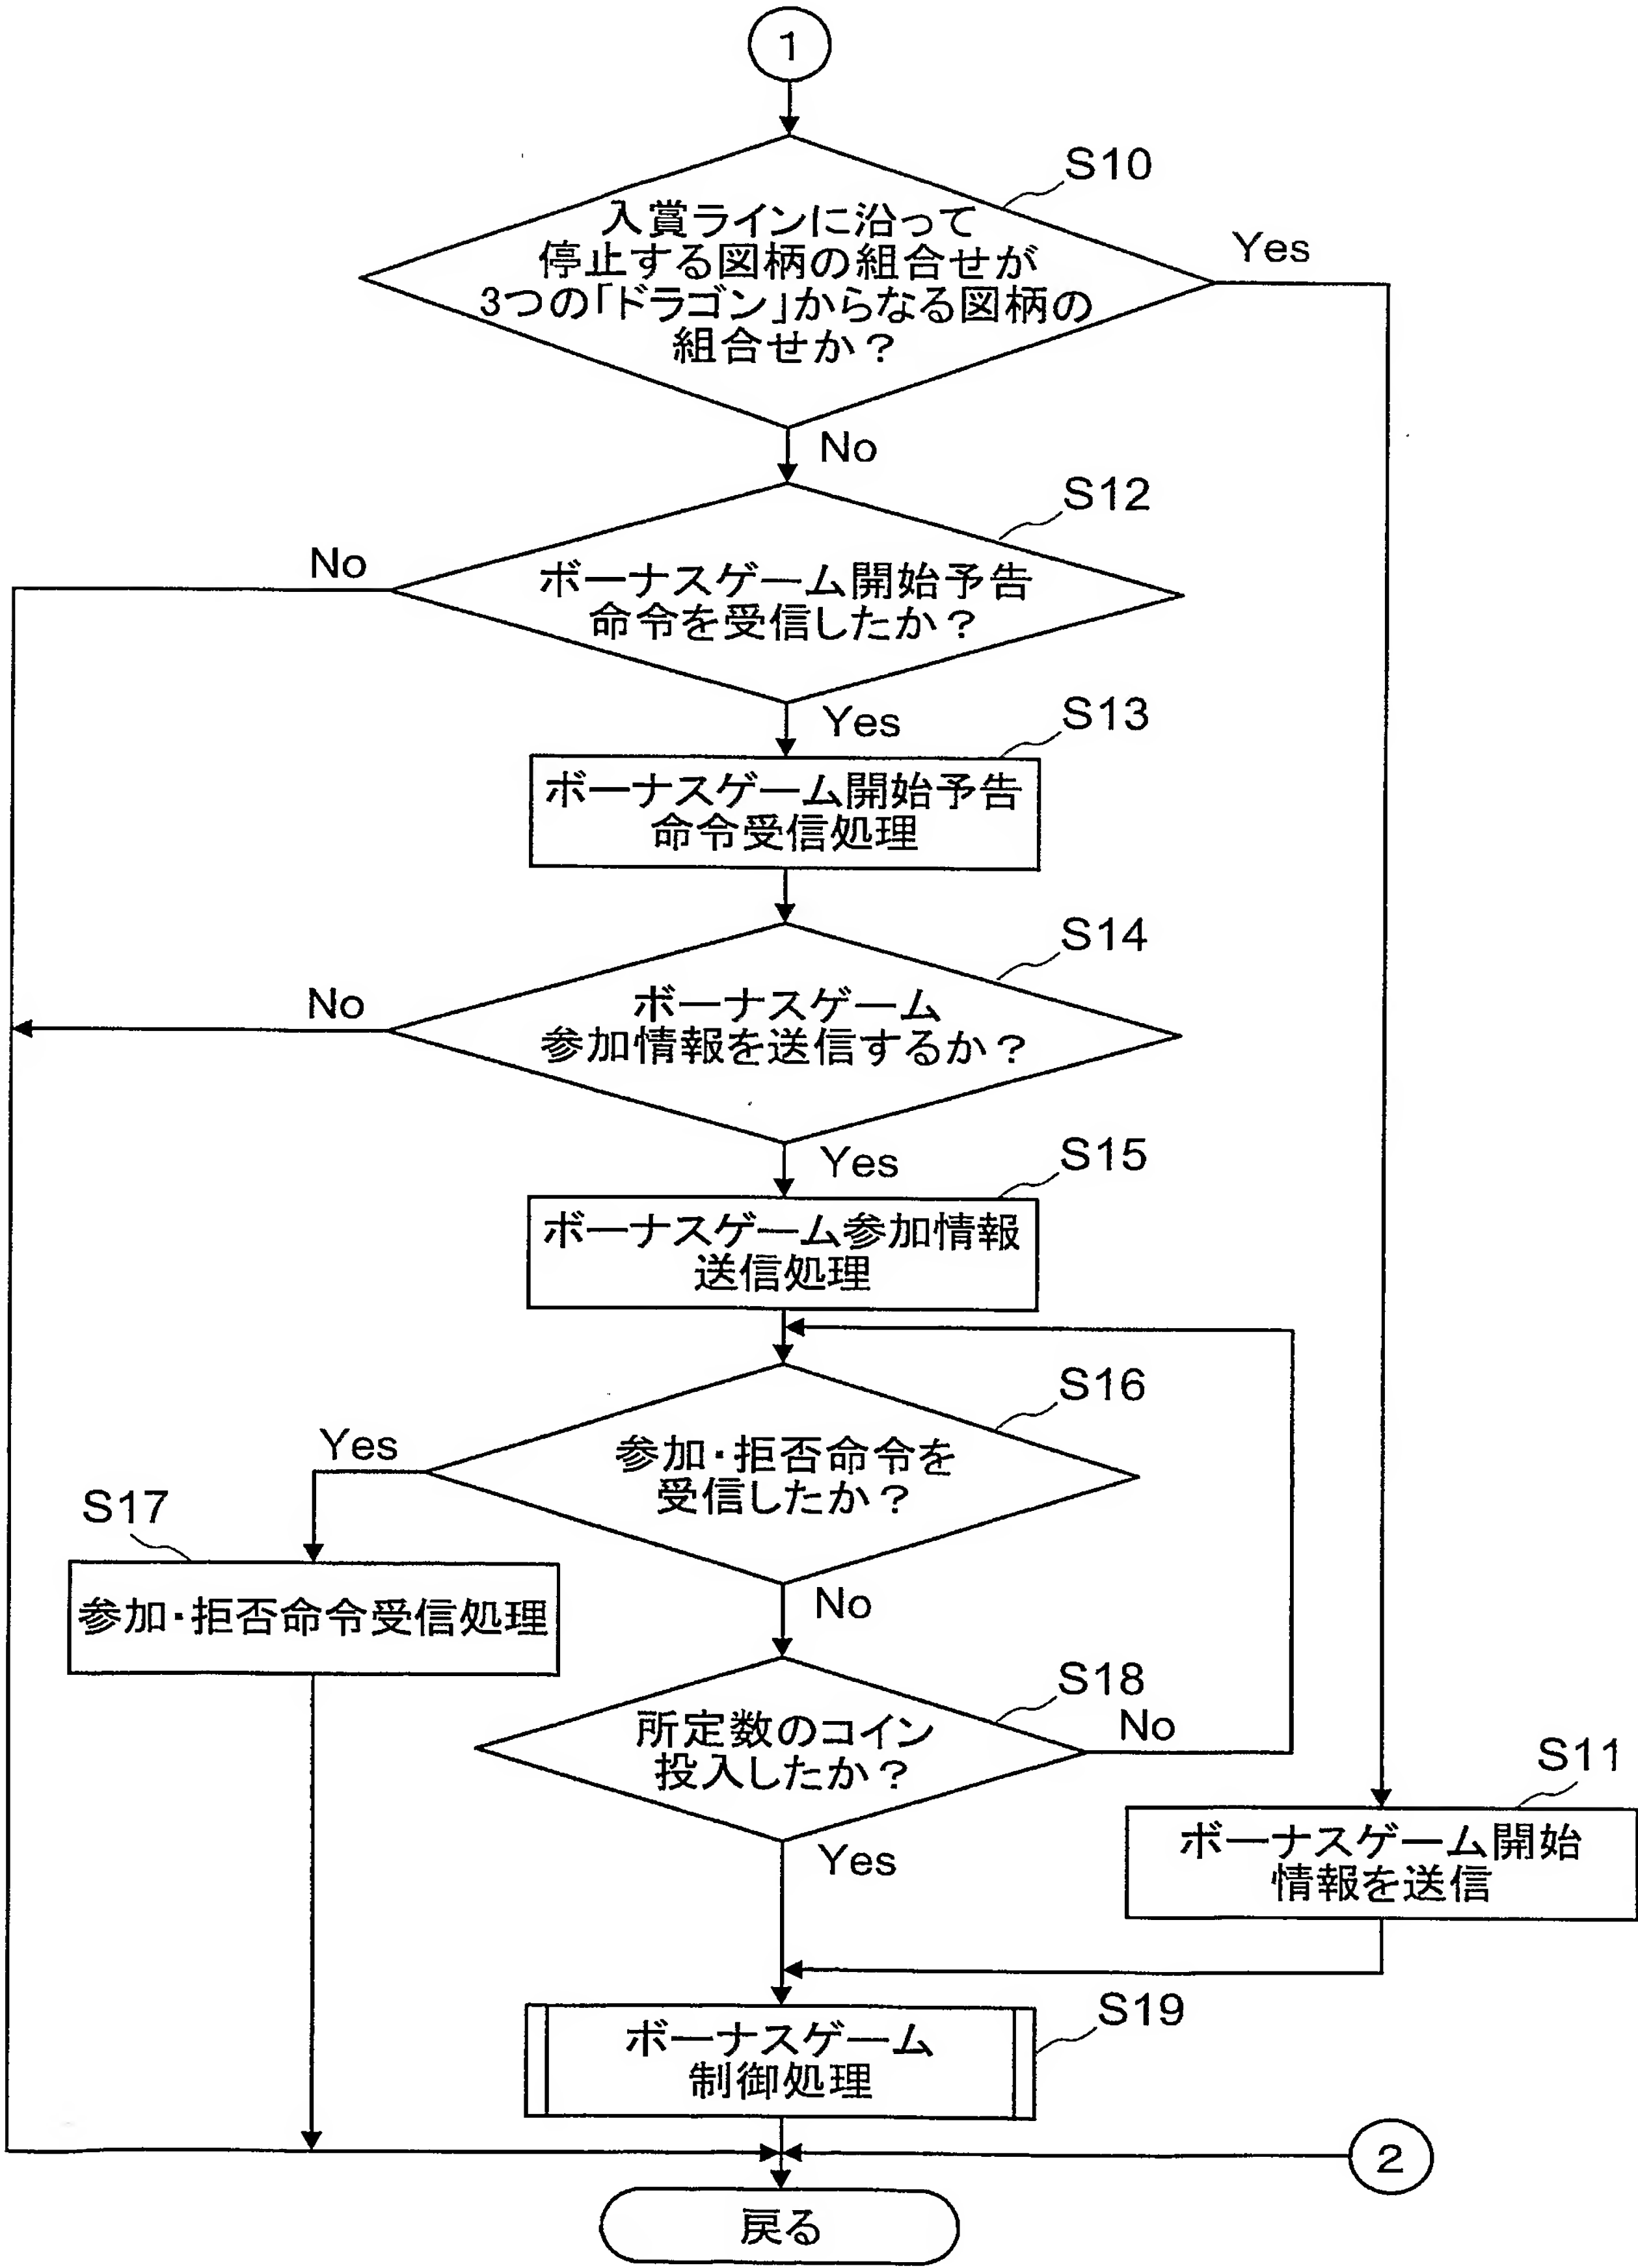 1
S10
入賞ラインに沿って
停止する図柄の組合せが
3つの「ドラゴン」からなる図柄の
組合せか？
Yes
No
S12
No
ボーナスゲーム開始予告
命令を受信したか？
Yes
S13
ボーナスゲーム開始予告
命令受信処理
S14
No
ボーナスゲーム
参加情報を送信するか？
Yes
S15
ボーナスゲーム参加情報
送信処理
S16
Yes
参加・拒否命令を
受信したか？
S17
参加・拒否命令受信処理
No
S18
所定数のコイン
投入したか？
No
Yes
S11
ボーナスゲーム開始
情報を送信
S19
ボーナスゲーム
制御処理
2
戻る